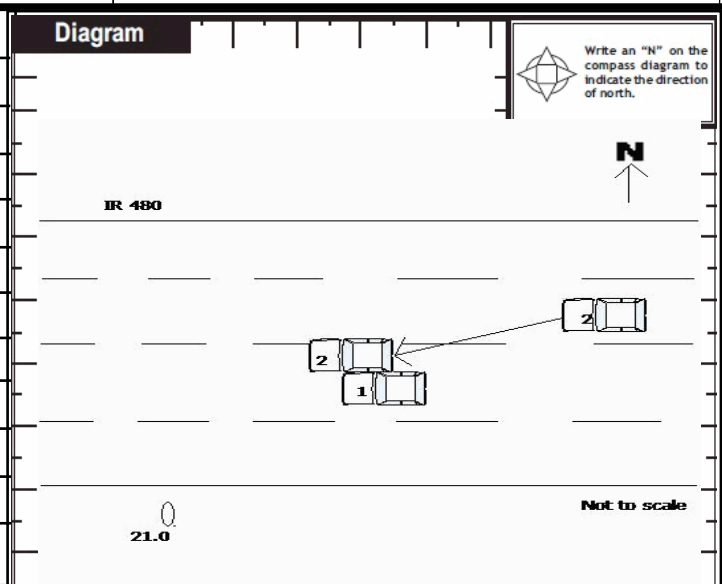 Diagram
Write an “N” on the
compass diagram to
indicate the direction
of north.
N
IR 480
2
2
1
Not to scale
21.0